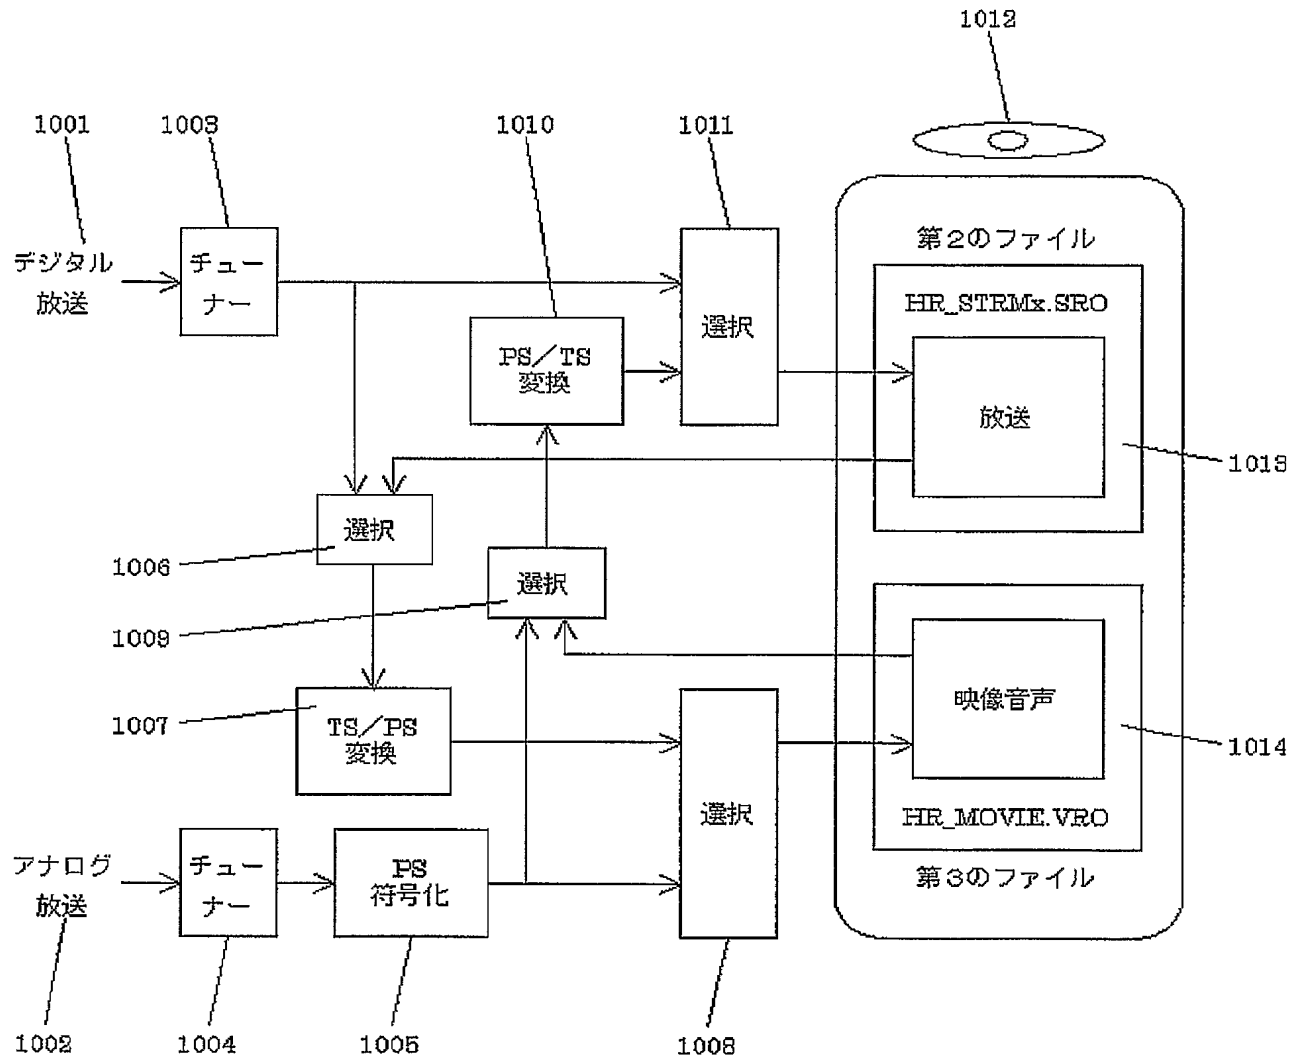 1012
1001
1003
1010
1011
デジタル
放送
チュー
ナー
PS／TS
変換
選択
第2のファイル
HR_STRMx.SRO
放送
1013
選択
1006
選択
1009
1007
TS／PS
変換
選択
映像音声
1014
HR_MOVIE.VRO
第3のファイル
アナログ
放送
チュー
ナー
PS
符号化
1002
1004
1005
1008